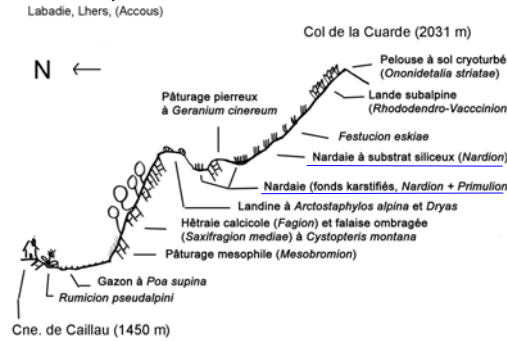 Labadie, Lhers, (Accous)
Col de la Cuarde (2031 m)
N
Pelouse à sol cryoturbé
(Ononidetalia striatae)
Lande subalpine
(Rhododendro-Vacccinion)
Pâturage pierreux
à Geranium cinereum
Festucion eskiae
Nardaie à substrat siliceux (Nardion)
Nardaie (fonds karstifiés, Nardion + Primulion
Landine à Arctostaphylos alpina et Dryas
Hêtraie calcicole (Fagion) et falaise ombragée
(Saxifragion mediae) à Cystopteris montana
Pâturage mesophile (Mesobromion)
Gazon à Poa supina
Rumicion pseudalpini
Cne. de Caillau (1450 m)